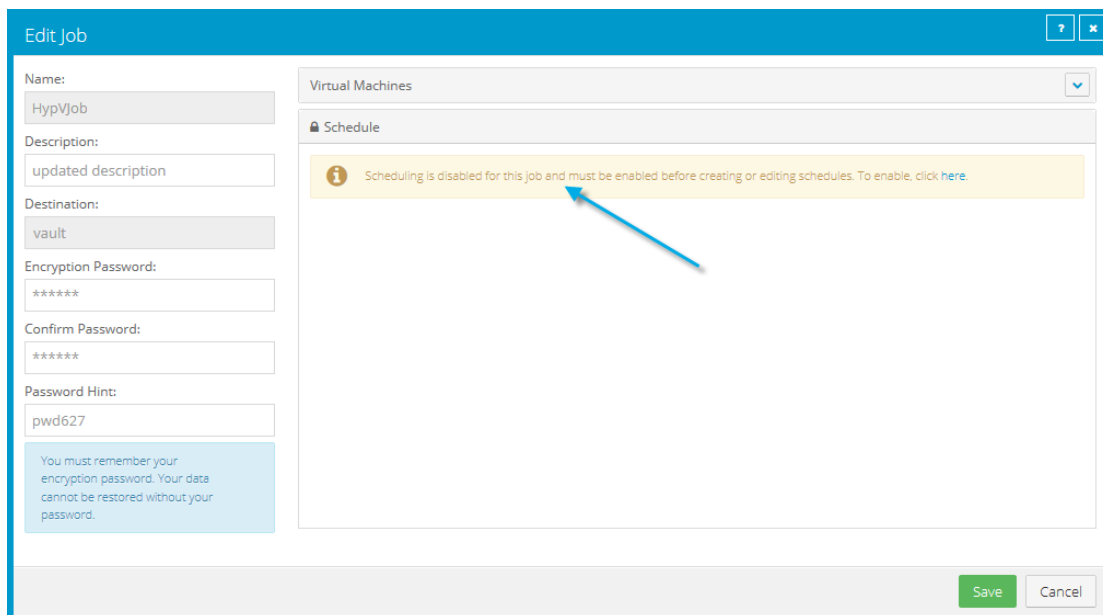 Edit Job
?
Name:
HypVJob
Description:
updated description
Destination:
vault
Encryption Password:
******
Confirm Password:
******
Password Hint:
pwd627
You must remember your
encryption password. Your data
cannot be restored without your
password.
Virtual Machines
Schedule
Scheduling is disabled for this job and must be enabled before creating or editing schedules. To enable, click here.
Save
Cancel